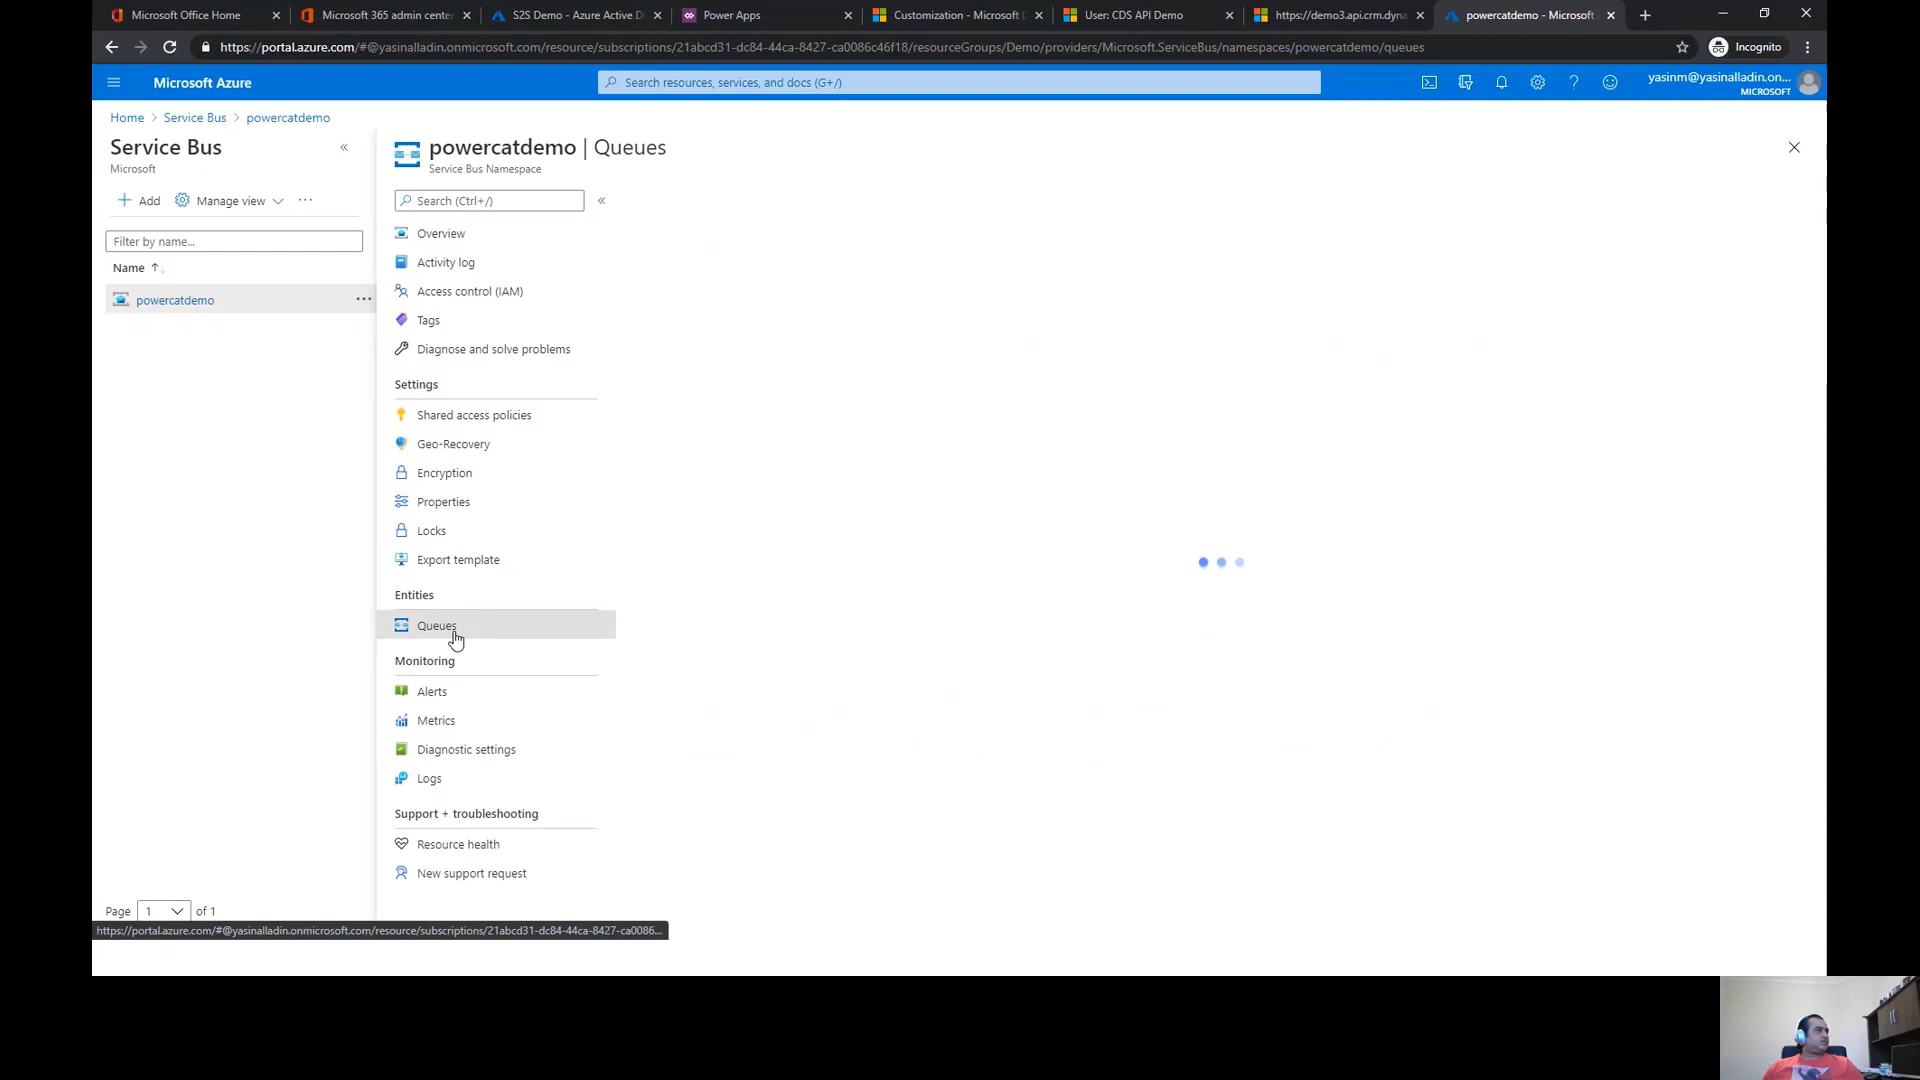 Microsoft Office Home
Microsoft 365 admin center
S2S Demo - Azure Active D
Power Apps
Customization - Microsoft D
User: CDS API Demo
https://demo3.api.crm.dyna
powercatdemo - Microsoft
https://portal.azure.com/#@yasinalladin.onmicrosoft.com/resource/subscriptions/21abcd31-dc84-44ca-8427-ca0086c46f18/resourceGroups/Demo/providers/Microsoft.ServiceBus/namespaces/powercatdemo/queues
Incognito
Microsoft Azure
Search resources, services, and docs (G+/)
yasinm@yasinalladin.on...
MICROSOFT
Home > Service Bus > powercatdemo
Service Bus
Microsoft
Add
Manage view
Filter by name...
Name
powercatdemo
Page 1 of 1
powercatdemo | Queues
Service Bus Namespace
Search (Ctrl+/)
Overview
Activity log
Access control (IAM)
Tags
Diagnose and solve problems
Settings
Shared access policies
Geo-Recovery
Encryption
Properties
Locks
Export template
Entities
Queues
Monitoring
Alerts
Metrics
Diagnostic settings
Logs
Support + troubleshooting
Resource health
New support request
https://portal.azure.com/#@yasinalladin.onmicrosoft.com/resource/subscriptions/21abcd31-dc84-44ca-8427-ca0086...